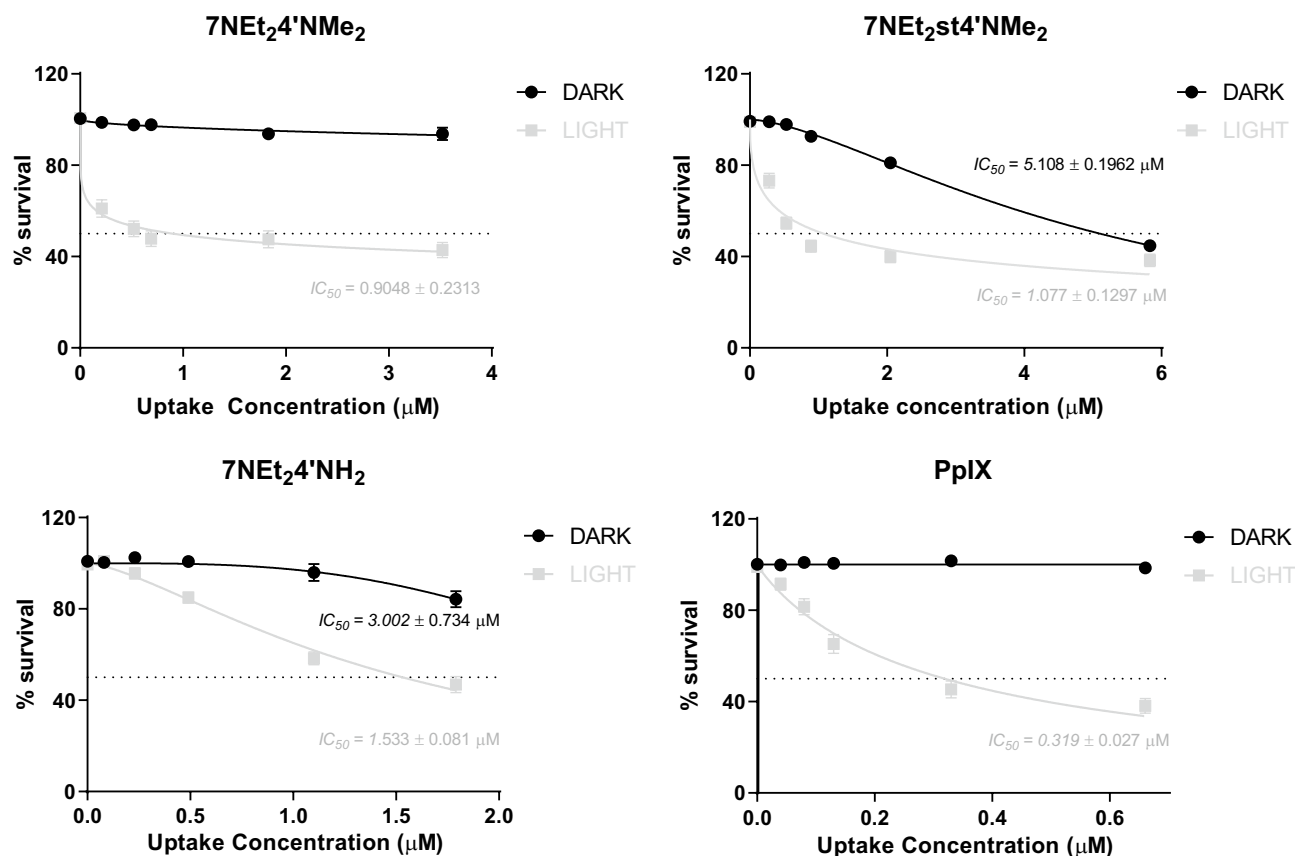 7NEt₂4'NMe₂
120
80
40
0
% survival
0 1 2 3 4
Uptake Concentration (μM)
DARK
LIGHT
IC₅₀ = 0.9048 ± 0.2313
7NEt₂st4'NMe₂
120
80
40
0
% survival
0 2 4 6
Uptake concentration (μM)
DARK
LIGHT
IC₅₀ = 5.108 ± 0.1962 μM
IC₅₀ = 1.077 ± 0.1297 μM
7NEt₂4'NH₂
120
80
40
0
% survival
0.0 0.5 1.0 1.5 2.0
Uptake Concentration (μM)
DARK
LIGHT
IC₅₀ = 3.002 ± 0.734 μM
IC₅₀ = 1.533 ± 0.081 μM
PpIX
120
80
40
0
% survival
0.0 0.2 0.4 0.6
Uptake Concentration (μM)
DARK
LIGHT
IC₅₀ = 0.319 ± 0.027 μM